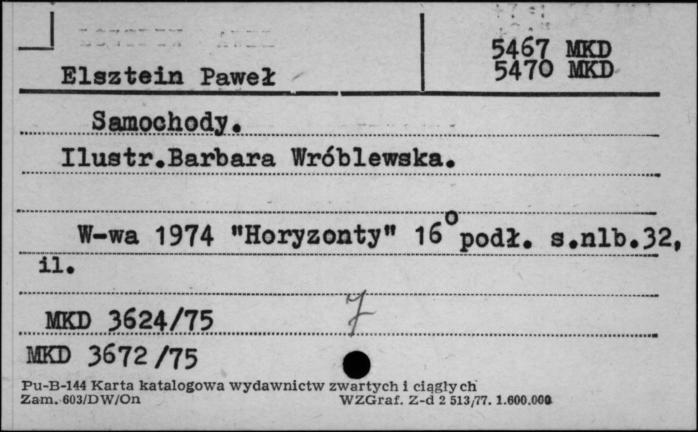 5467 MKD
Elsztein Paweł 5470 MKD
Samochody.
Ilustr.Barbara Wróblewska.
W-wa 1974 "Horyzonty" 16° podł. s.nlb.32,
il.
MKD 3624/75
MKD 3672/75
Pu-B-144 Karta katalogowa wydawnictw zwartych i ciągłych
Zam. 603/DW/On WZGraf. Z-d 2 513/77. 1.600.000